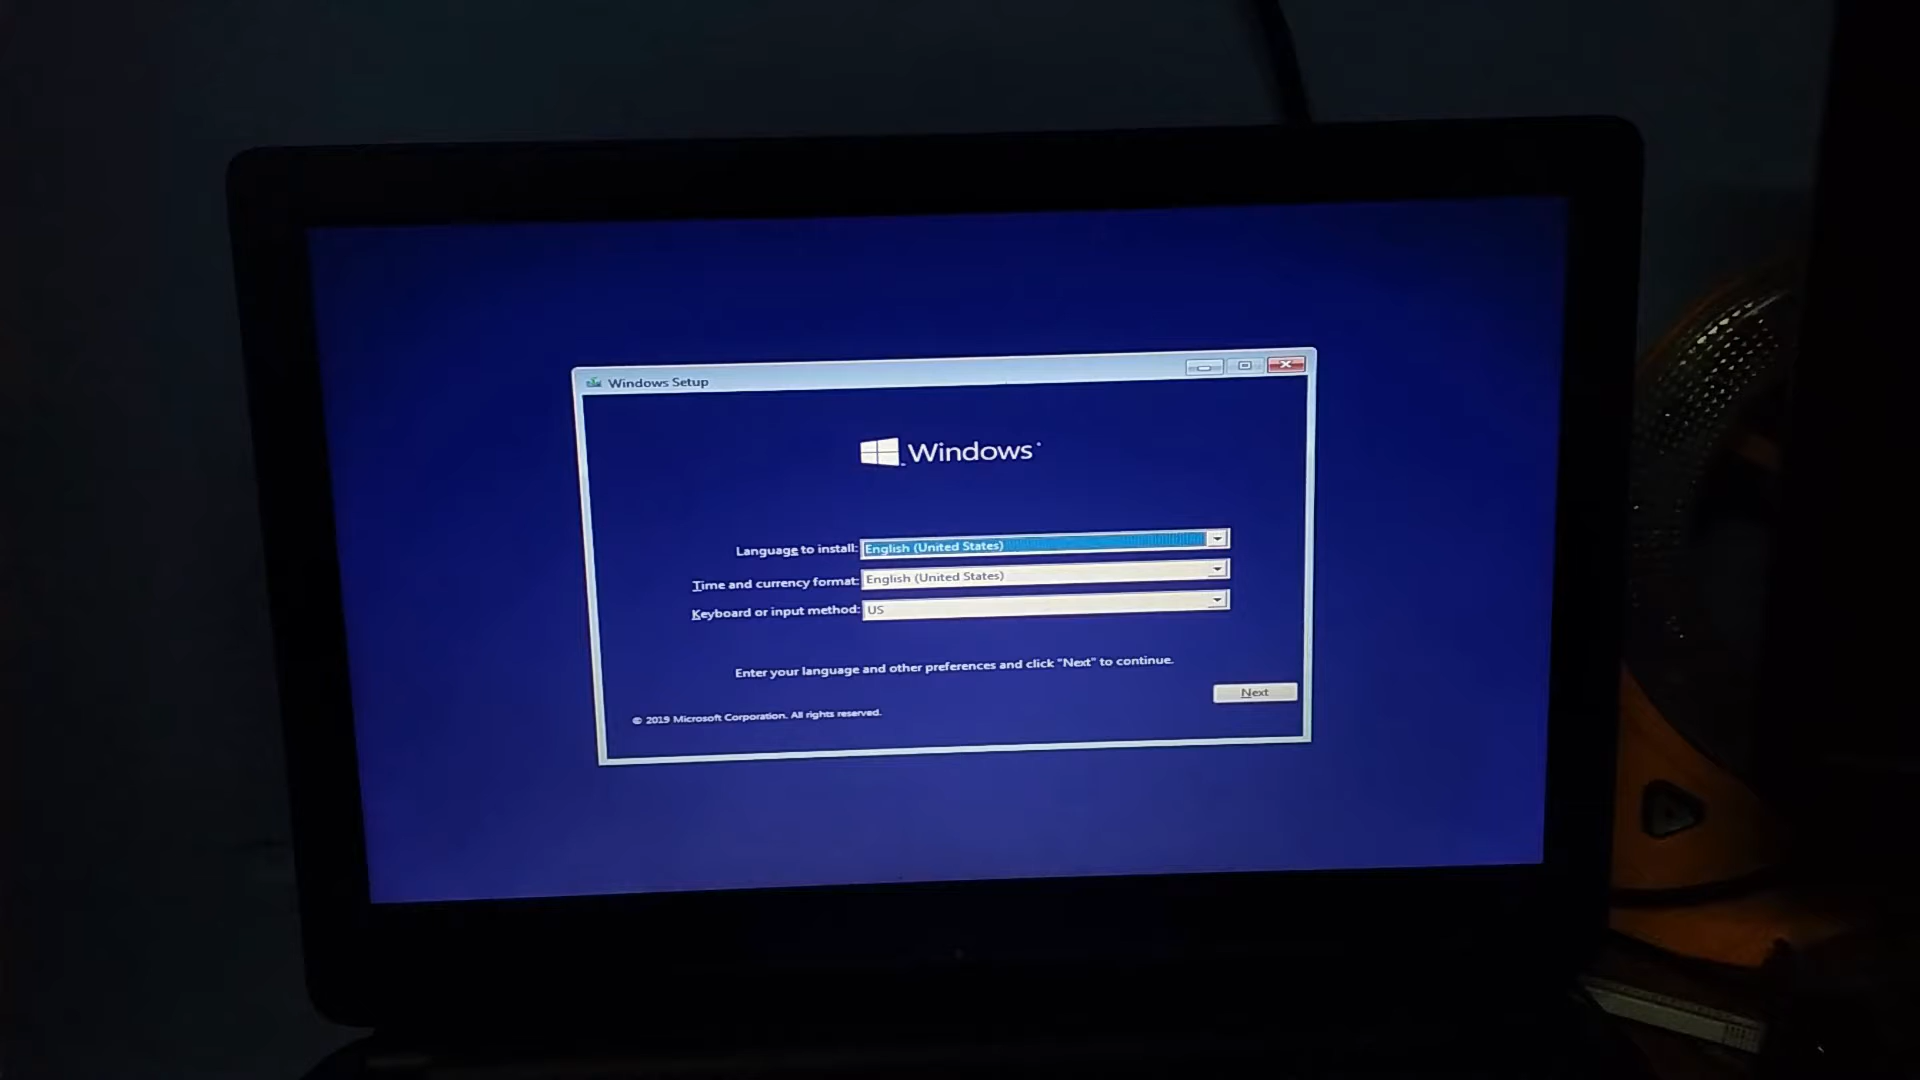 Windows Setup
Windows
Language to install: English (United States)
Time and currency format: English (United States)
Keyboard or input method: US
Enter your language and other preferences and click "Next" to continue.
Next
© 2019 Microsoft Corporation. All rights reserved.